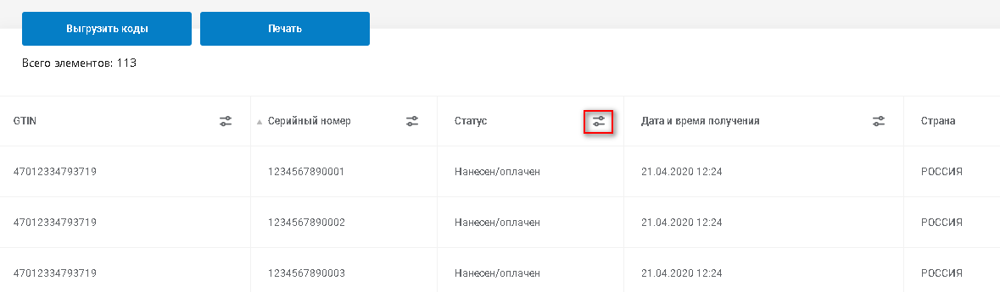 Выгрузить коды Печать
Всего элементов: 113
GTIN Серийный номер Статус Дата и время получения Страна
47012334793719 1234567890001 Нанесен/оплачен 21.04.2020 12:24 РОССИЯ
47012334793719 1234567890002 Нанесен/оплачен 21.04.2020 12:24 РОССИЯ
47012334793719 1234567890003 Нанесен/оплачен 21.04.2020 12:24 РОССИЯ